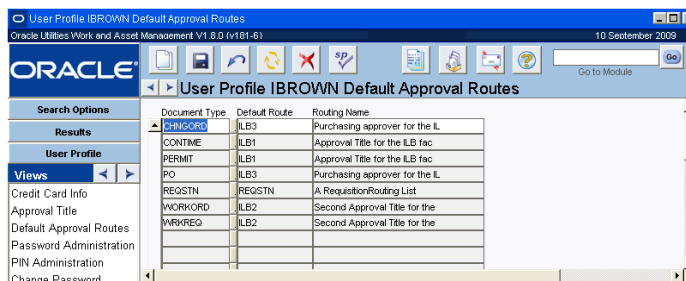 User Profile IBROWN Default Approval Routes
Oracle Utilities Work and Asset Management V1.8.0 (v181-6) 10 September 2009
ORACLE
Go
Go to Module
User Profile IBROWN Default Approval Routes
Search Options
Results
User Profile
Views
Credit Card Info
Approval Title
Default Approval Routes
Password Administration
PIN Administration
Change Password
Document Type Default Route Routing Name
CHNGORD ILB3 Purchasing approver for the IL
CONTIME ILB1 Approval Title for the ILB fac
PERMIT ILB1 Approval Title for the ILB fac
PO ILB3 Purchasing approver for the IL
REQSTN REQSTN A RequisitionRouting List
WORKORD ILB2 Second Approval Title for the
WRKREQ ILB2 Second Approval Title for the